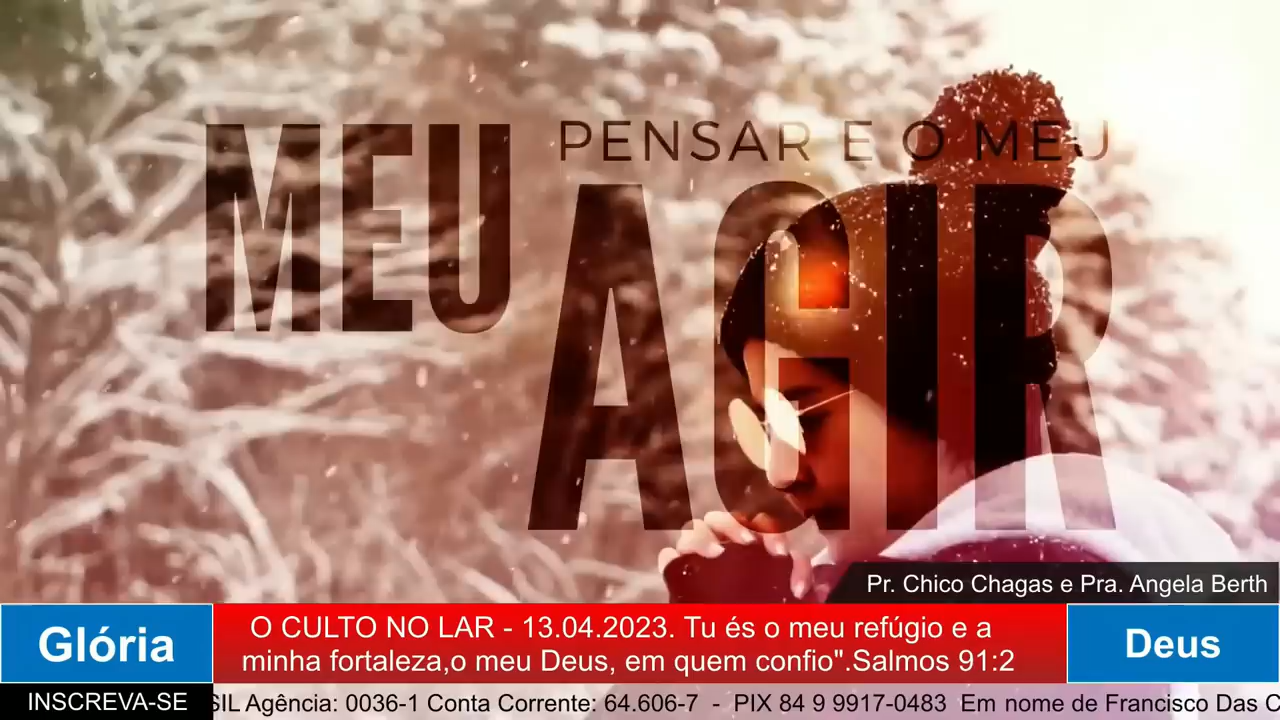 MEU
PENSAR E O MEU
AGIR
Pr. Chico Chagas e Pra. Angela Berth
Glória
O CULTO NO LAR - 13.04.2023. Tu és o meu refúgio e a
minha fortaleza,o meu Deus, em quem confio".Salmos 91:2
Deus
INSCREVA-SE
SIL Agência: 0036-1 Conta Corrente: 64.606-7 - PIX 84 9 9917-0483 Em nome de Francisco Das C